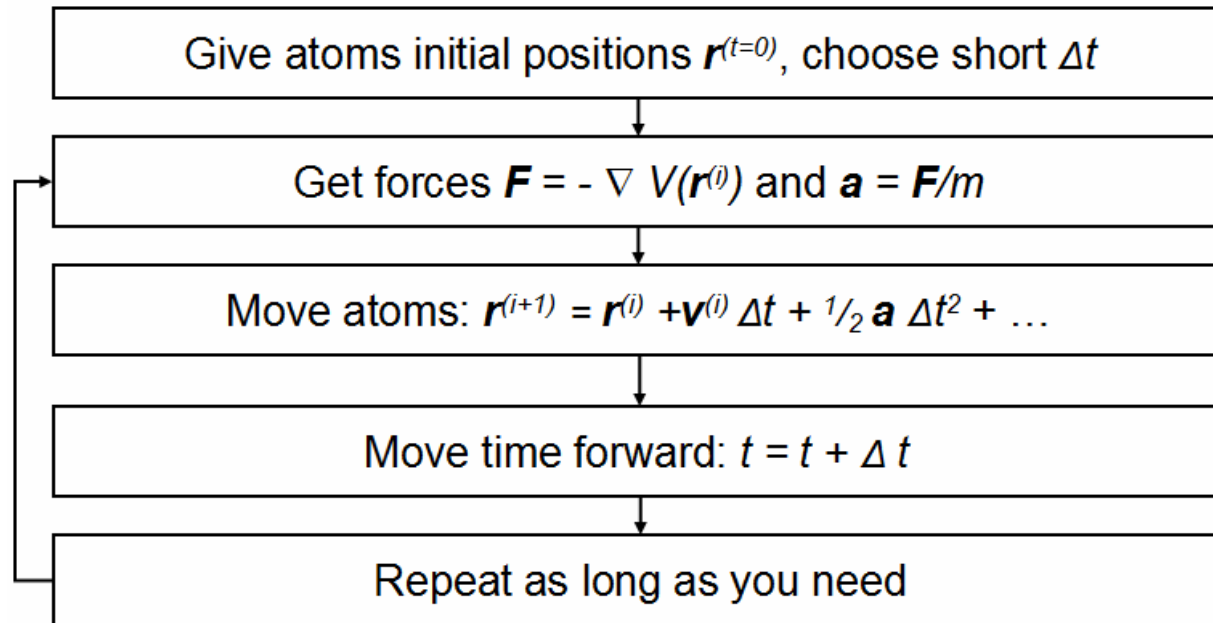 Give atoms initial positions r^(t=0), choose short Δt
Get forces F = - ∇ V(r^(i)) and a = F/m
Move atoms: r^(i+1) = r^(i) +v^(i) Δt + ½ a Δt² + ...
Move time forward: t = t + Δ t
Repeat as long as you need